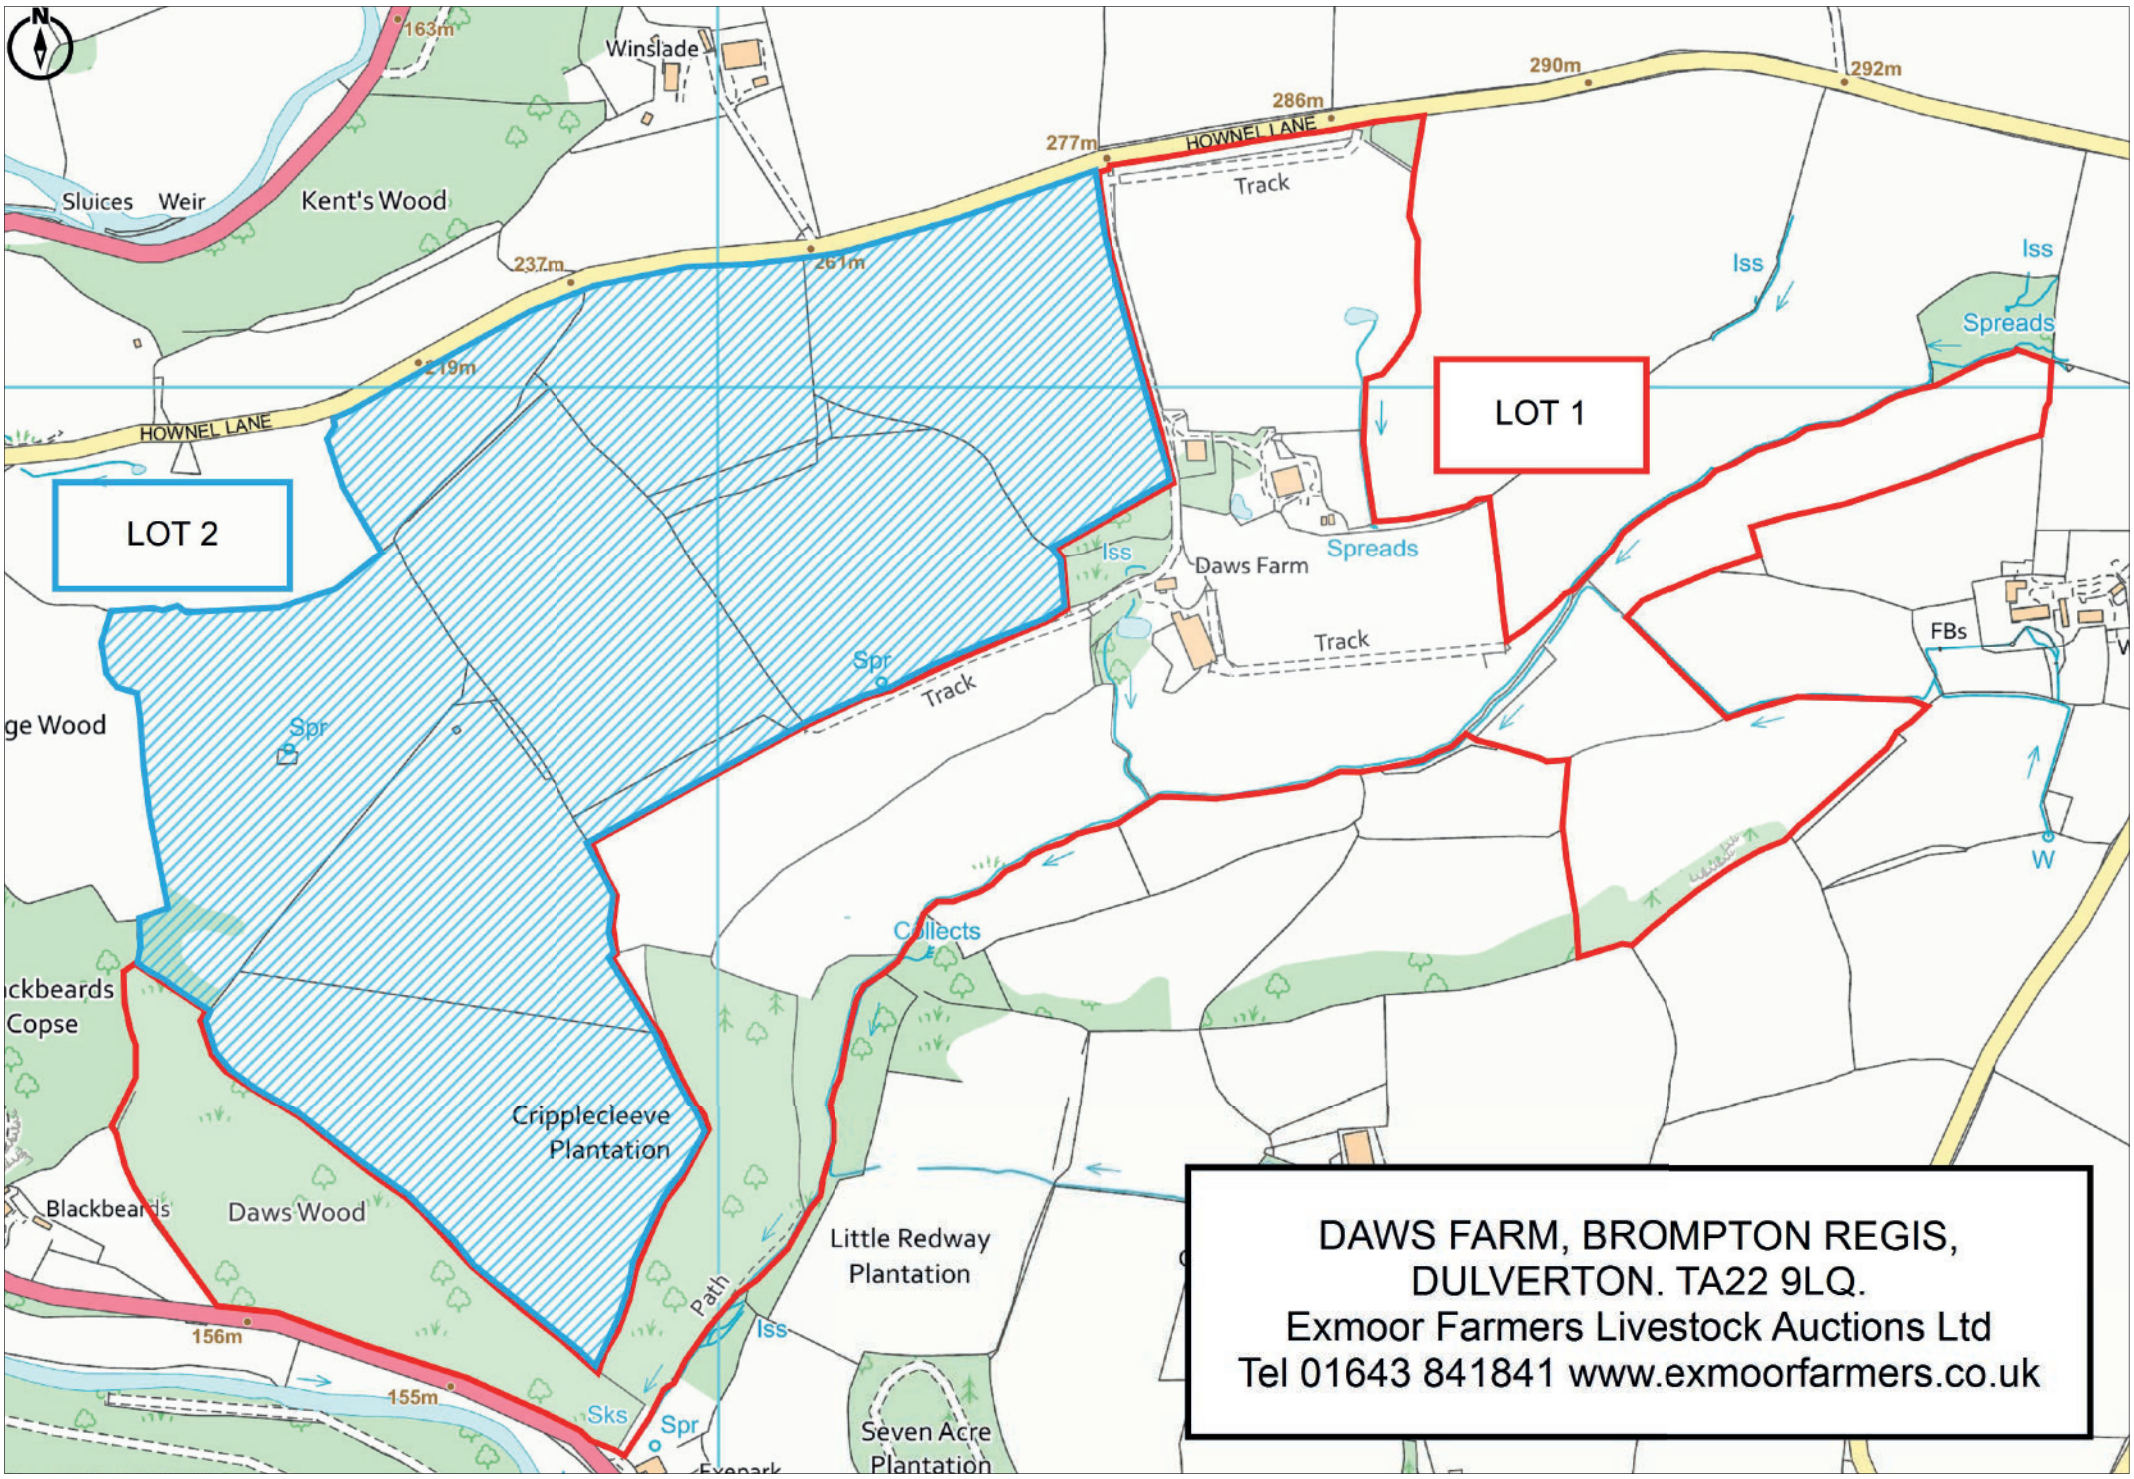 N
163m
Winslade
290m
292m
286m
HOWNEL LANE
277m
Track
Sluices
Weir
Kent's Wood
Iss
Iss
237m
261m
Spreads
219m
HOWNEL LANE
LOT 1
LOT 2
Iss
Spreads
Daws Farm
FBs
Track
Spr
Track
ge Wood
Spr
W
Collects
ckbeards
Copse
Cripplecleeve
Plantation
Blackbeards
Daws Wood
Little Redway
Plantation
Path
Iss
156m
155m
Sks
Spr
Seven Acre
Plantation
Exepark
DAWS FARM, BROMPTON REGIS,
DULVERTON. TA22 9LQ.
Exmoor Farmers Livestock Auctions Ltd
Tel 01643 841841 www.exmoorfarmers.co.uk